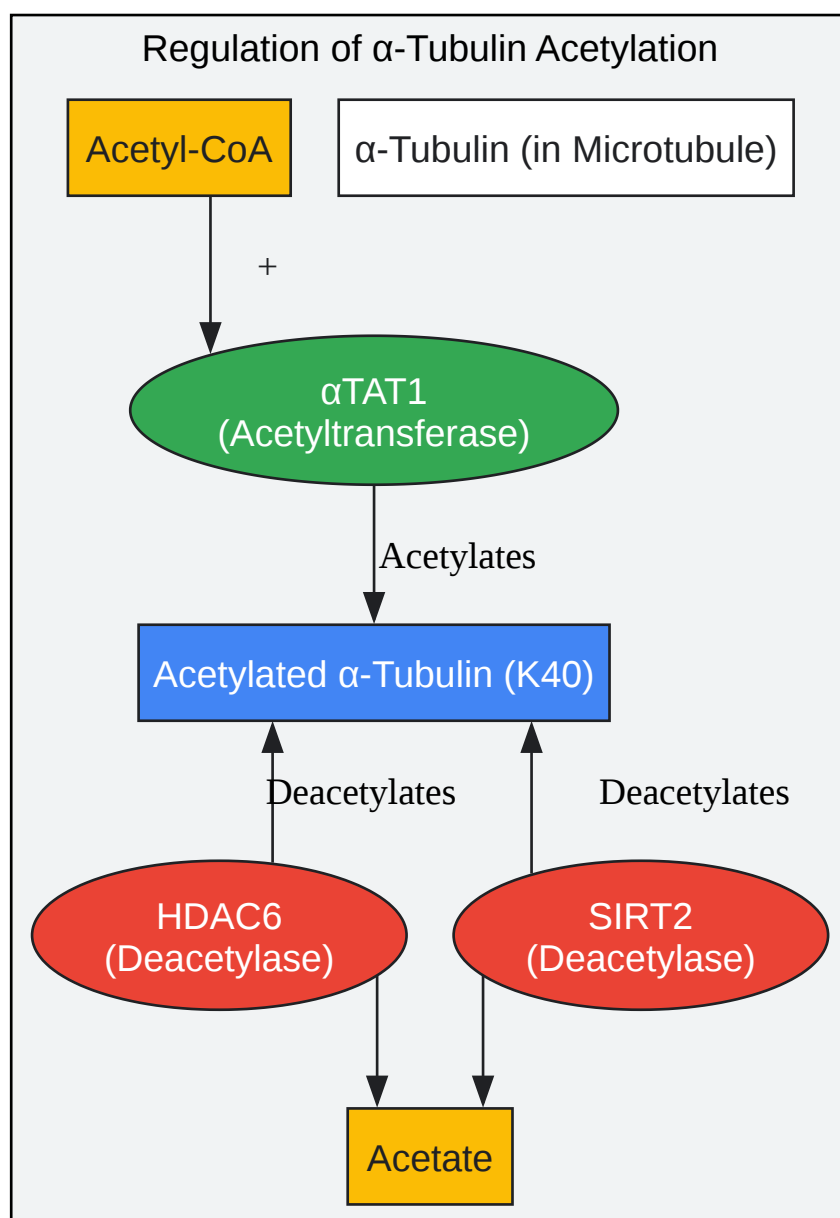 Regulation of α-Tubulin Acetylation
Acetyl-CoA
α-Tubulin (in Microtubule)
+
αTAT1
(Acetyltransferase)
Acetylates
Acetylated α-Tubulin (K40)
Deacetylates
Deacetylates
HDAC6
(Deacetylase)
SIRT2
(Deacetylase)
Acetate